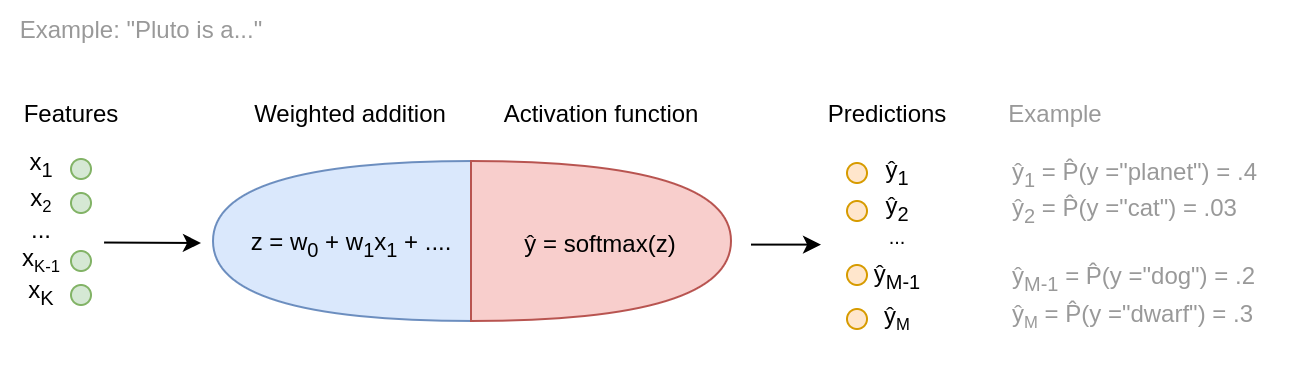 Example: "Pluto is a..."
Features
Weighted addition
Activation function
Predictions
Example
x1
x2
...
xK-1
xK
z = w0 + w1x1 + ....
ŷ = softmax(z)
ŷ1
ŷ2
...
ŷM-1
ŷM
ŷ1 = P̂(y ="planet") = .4
ŷ2 = P̂(y ="cat") = .03
ŷM-1 = P̂(y ="dog") = .2
ŷM = P̂(y ="dwarf") = .3